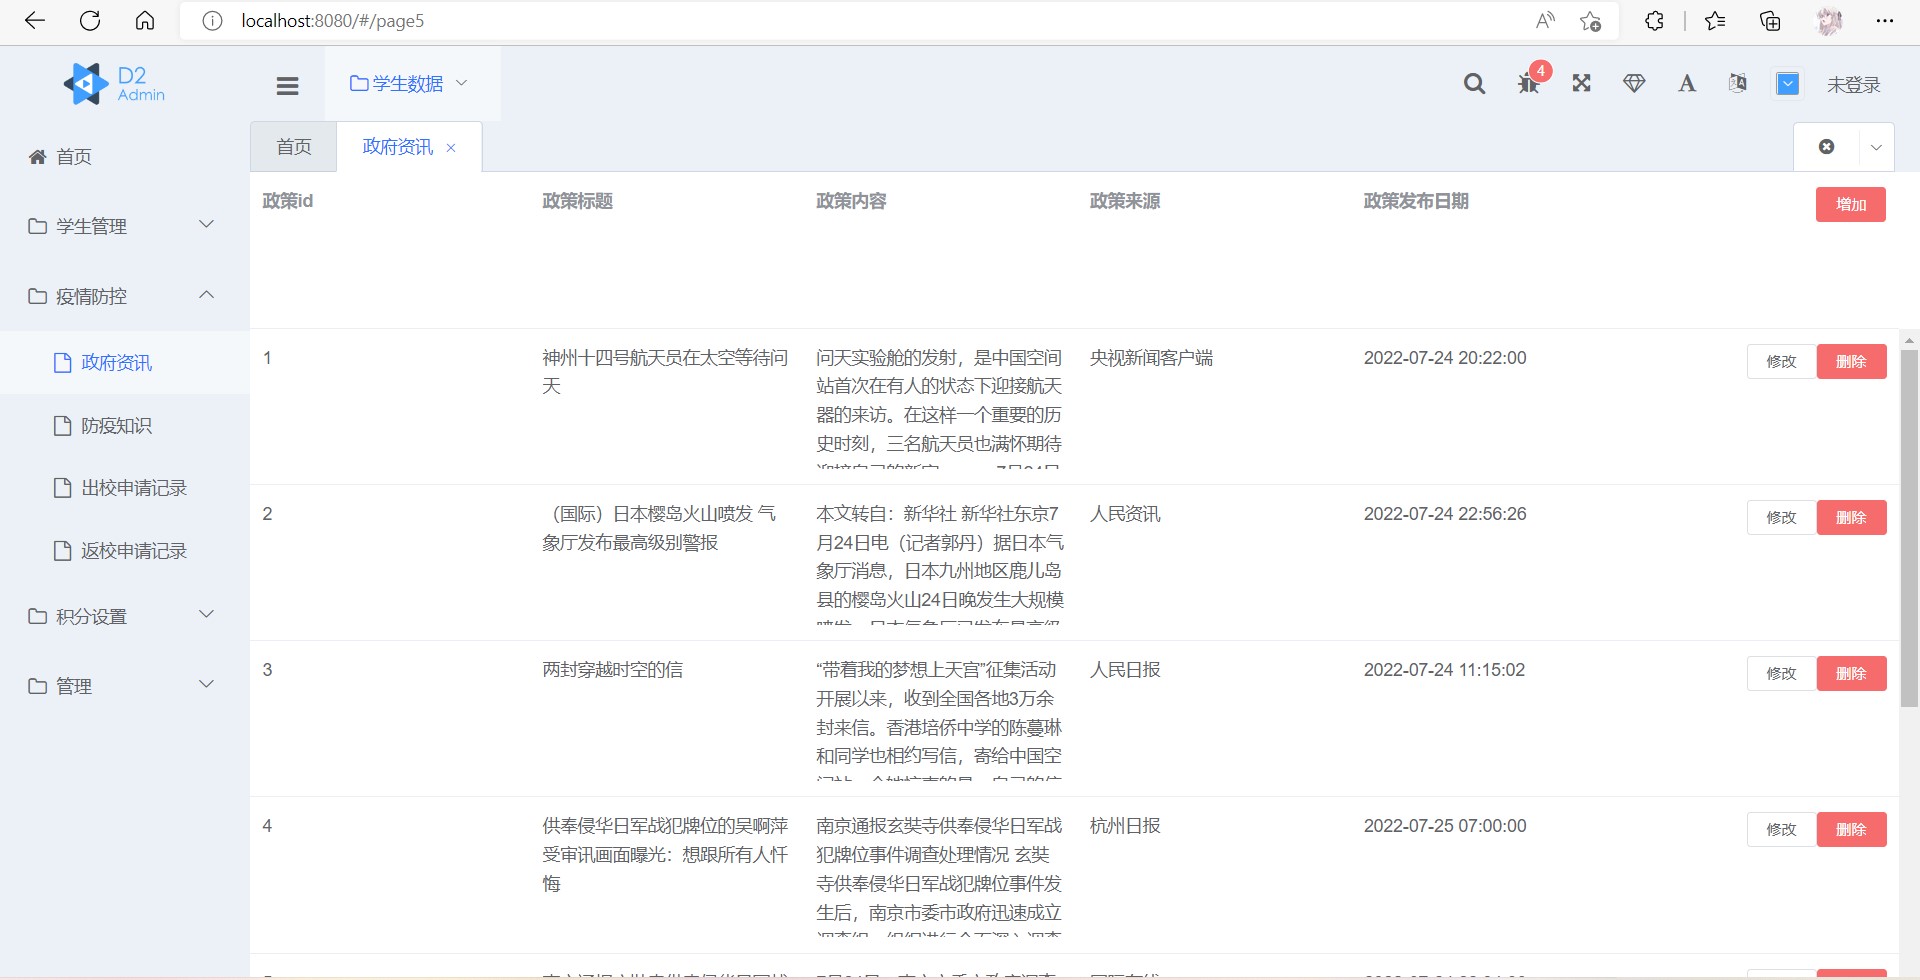 localhost:8080/#/page5
D2
Admin
学生数据
4
未登录
首页
政府资讯
首页
学生管理
疫情防控
政府资讯
防疫知识
出校申请记录
返校申请记录
积分设置
管理
政策id
政策标题
政策内容
政策来源
政策发布日期
增加
1
神州十四号航天员在太空等待问
天
问天实验舱的发射，是中国空间
站首次在有人的状态下迎接航天
器的来访。在这样一个重要的历
史时刻，三名航天员也满怀期待
央视新闻客户端
2022-07-24 20:22:00
修改
删除
2
（国际）日本樱岛火山喷发 气
象厅发布最高级别警报
本文转自：新华社 新华社东京7
月24日电（记者郭丹）据日本气
象厅消息，日本九州地区鹿儿岛
县的樱岛火山24日晚发生大规模
人民资讯
2022-07-24 22:56:26
修改
删除
3
两封穿越时空的信
“带着我的梦想上天宫”征集活动
开展以来，收到全国各地3万余
封来信。香港培侨中学的陈蔓琳
和同学也相约写信，寄给中国空
人民日报
2022-07-24 11:15:02
修改
删除
4
供奉侵华日军战犯牌位的吴啊萍
受审讯画面曝光：想跟所有人忏
悔
南京通报玄奘寺供奉侵华日军战
犯牌位事件调查处理情况 玄奘
寺供奉侵华日军战犯牌位事件发
生后，南京市委市政府迅速成立
杭州日报
2022-07-25 07:00:00
修改
删除